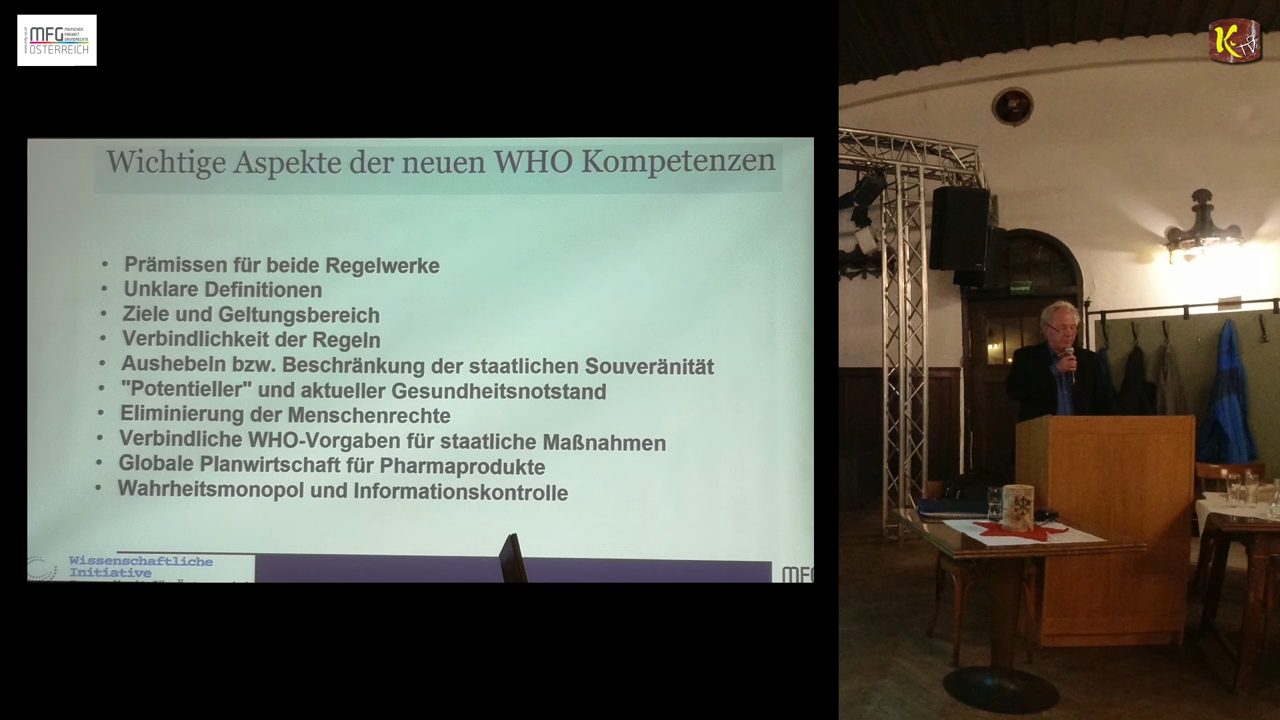 MFG
ÖSTERREICH
K TV
Wichtige Aspekte der neuen WHO Kompetenzen
• Prämissen für beide Regelwerke
• Unklare Definitionen
• Ziele und Geltungsbereich
• Verbindlichkeit der Regeln
• Aushebeln bzw. Beschränkung der staatlichen Souveränität
• "Potentieller" und aktueller Gesundheitsnotstand
• Eliminierung der Menschenrechte
• Verbindliche WHO-Vorgaben für staatliche Maßnahmen
• Globale Planwirtschaft für Pharmaprodukte
• Wahrheitsmonopol und Informationskontrolle
Wissenschaftliche
Initiative
MFG